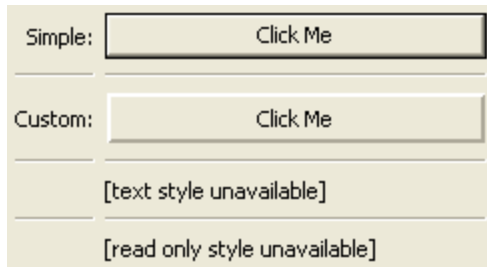 Simple: Click Me
Custom: Click Me
[text style unavailable]
[read only style unavailable]